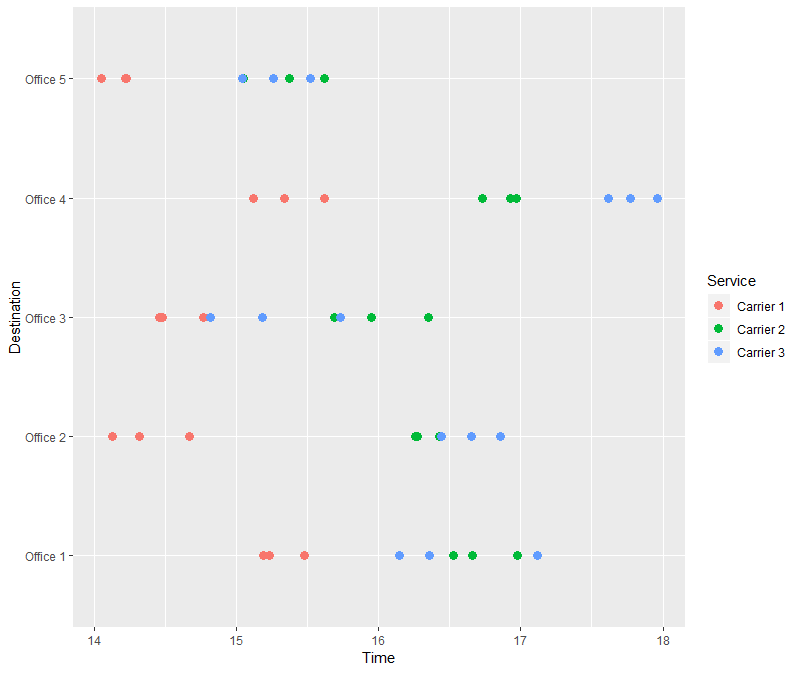 Office 5
Office 4
Office 3
Office 2
Office 1
Destination
14 15 16 17 18
Time
Service
Carrier 1
Carrier 2
Carrier 3